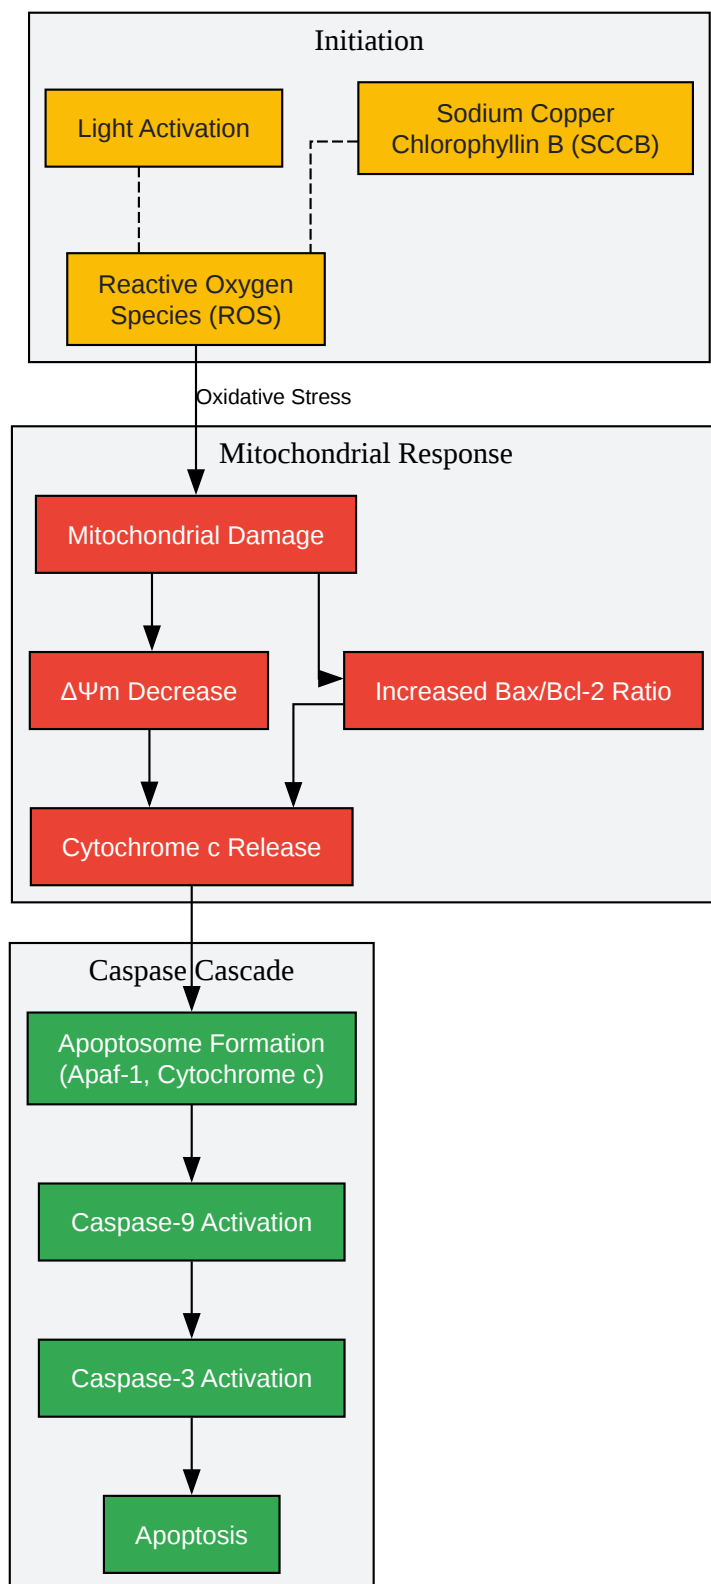 Initiation
Light Activation
Sodium Copper
Chlorophyllin B (SCCB)
Reactive Oxygen
Species (ROS)
Oxidative Stress
Mitochondrial Response
Mitochondrial Damage
ΔΨm Decrease
Increased Bax/Bcl-2 Ratio
Cytochrome c Release
Caspase Cascade
Apoptosome Formation
(Apaf-1, Cytochrome c)
Caspase-9 Activation
Caspase-3 Activation
Apoptosis